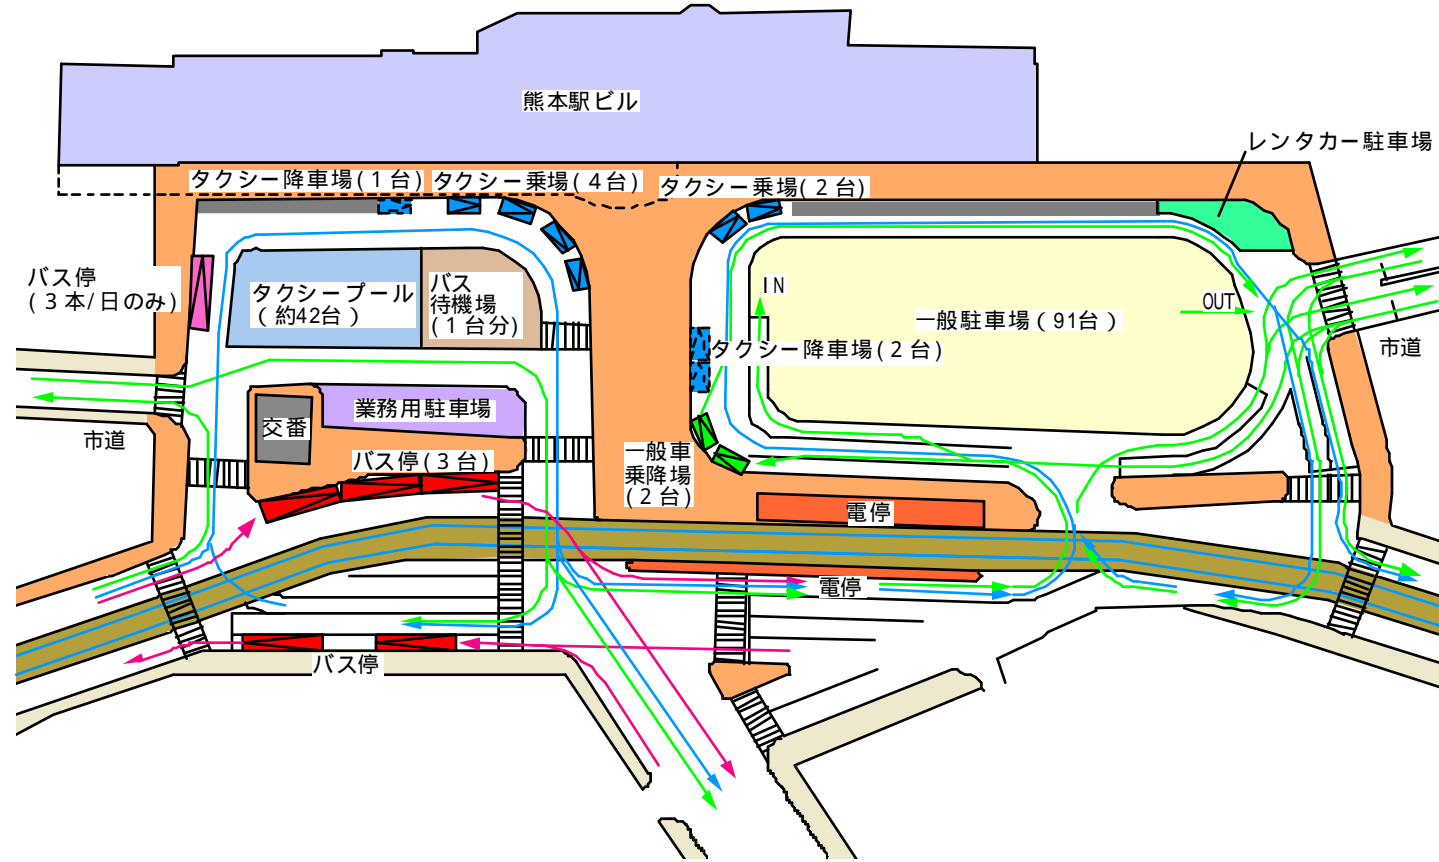 熊本駅ビル
レンタカー駐車場
タクシー降車場(1台)
タクシー乗場(4台)
タクシー乗場(2台)
バス停
(3本/日のみ)
タクシープール
(約42台)
バス
待機場
(1台分)
IN
OUT
一般駐車場(91台)
タクシー降車場(2台)
市道
市道
業務用駐車場
交番
バス停(3台)
一般車
乗降場
(2台)
電停
電停
バス停